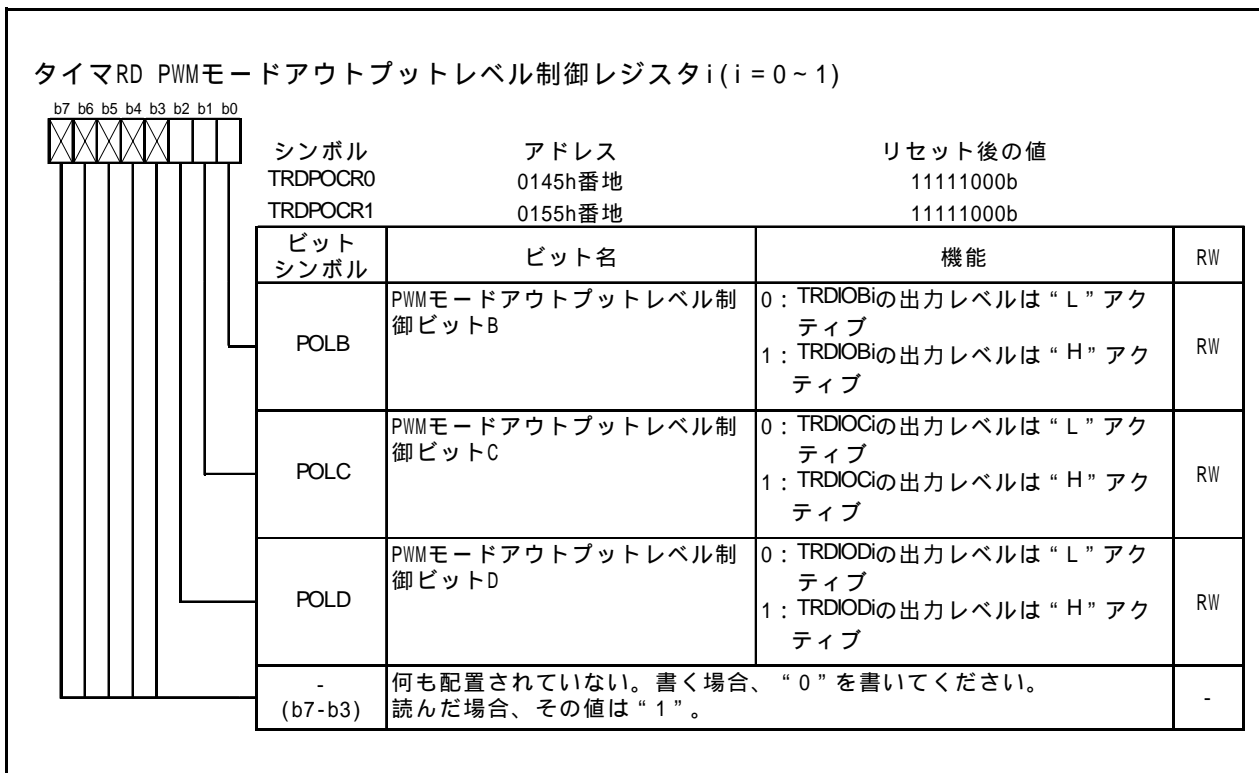 タイマRD PWMモードアウトプットレベル制御レジスタi(i=0~1)
b7 b6 b5 b4 b3 b2 b1 b0
シンボル アドレス リセット後の値
TRDPOCR0 0145h番地 11111000b
TRDPOCR1 0155h番地 11111000b
ビット
シンボル
ビット名
機能
RW
POLB
PWMモードアウトプットレベル制
御ビットB
0：TRDIOBiの出力レベルは“L”アク
ティブ
1：TRDIOBiの出力レベルは“H”アク
ティブ
RW
POLC
PWMモードアウトプットレベル制
御ビットC
0：TRDIOCiの出力レベルは“L”アク
ティブ
1：TRDIOCiの出力レベルは“H”アク
ティブ
RW
POLD
PWMモードアウトプットレベル制
御ビットD
0：TRDIODiの出力レベルは“L”アク
ティブ
1：TRDIODiの出力レベルは“H”アク
ティブ
RW
-
(b7-b3)
何も配置されていない。書く場合、“0”を書いてください。
読んだ場合、その値は“1”。
-